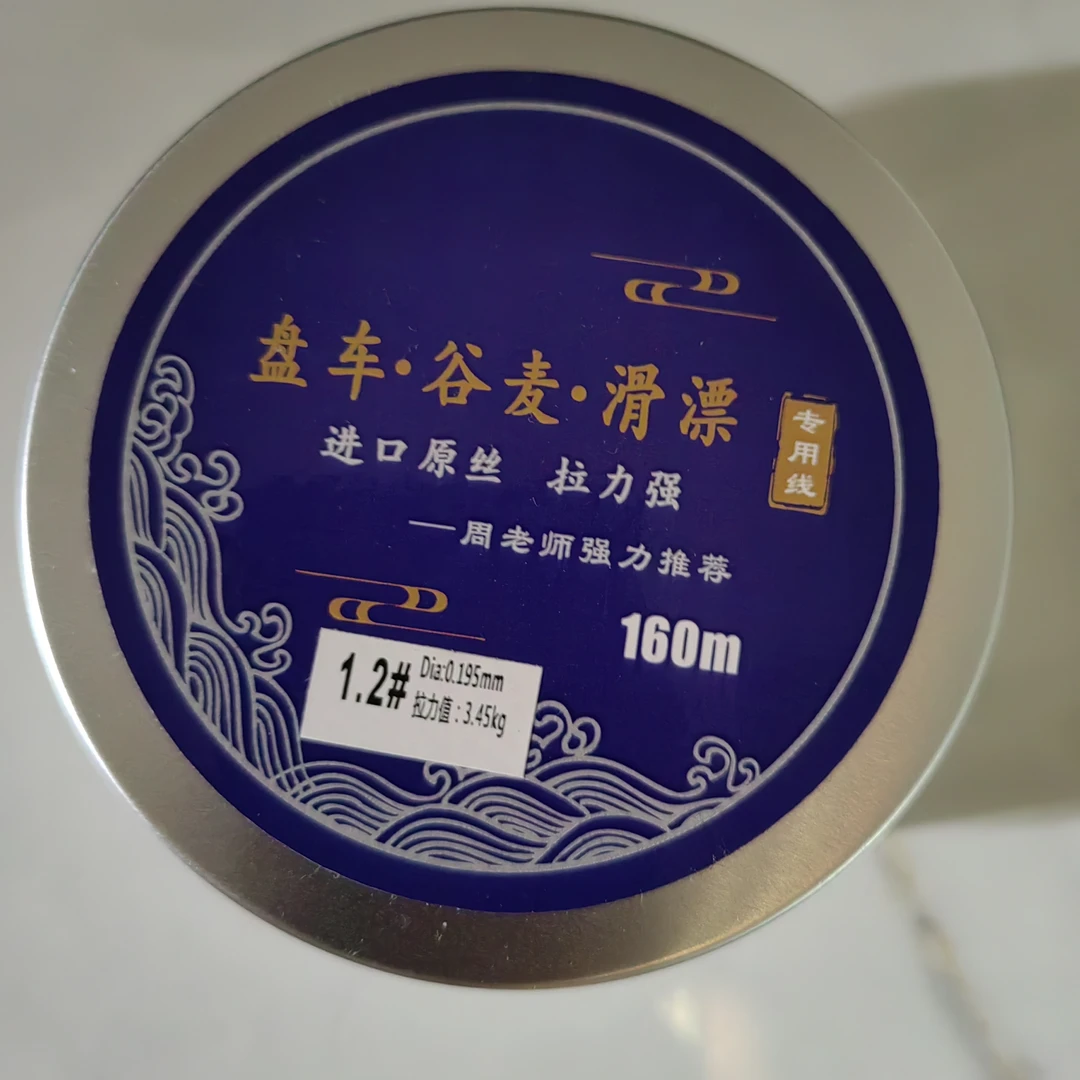 盘车·谷麦·滑漂
专用线
进口原丝 拉力强
——周老师强力推荐
160m
1.2# Dia:0.195mm
拉力值：3.45kg